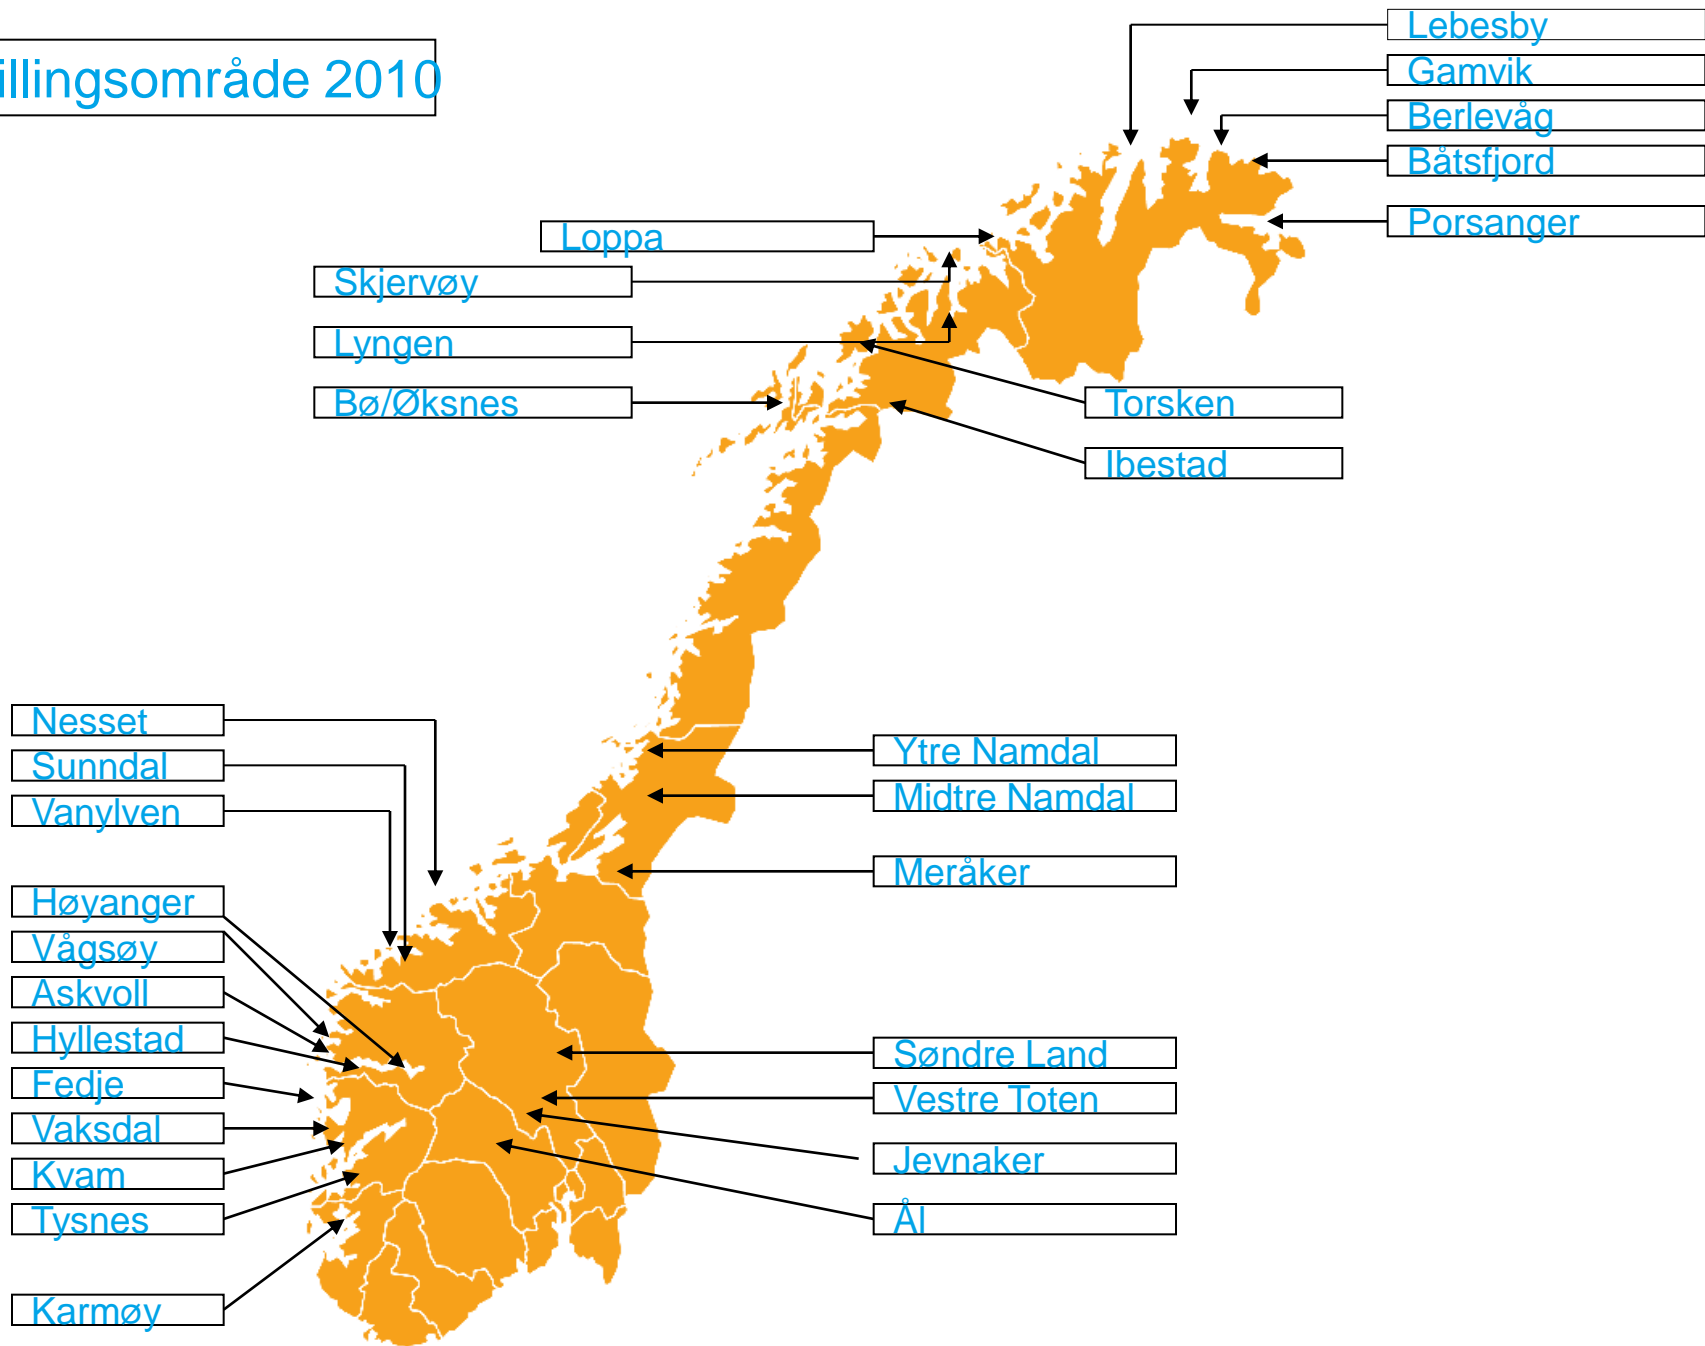 illingsområde 2010
Lebesby
Gamvik
Berlevåg
Båtsfjord
Porsanger
Loppa
Skjervøy
Lyngen
Bø/Øksnes
Torsken
Ibestad
Nesset
Sunndal
Vanylven
Høyanger
Vågsøy
Askvoll
Hyllestad
Fedje
Vaksdal
Kvam
Tysnes
Karmøy
Ytre Namdal
Midtre Namdal
Meråker
Søndre Land
Vestre Toten
Jevnaker
Ål